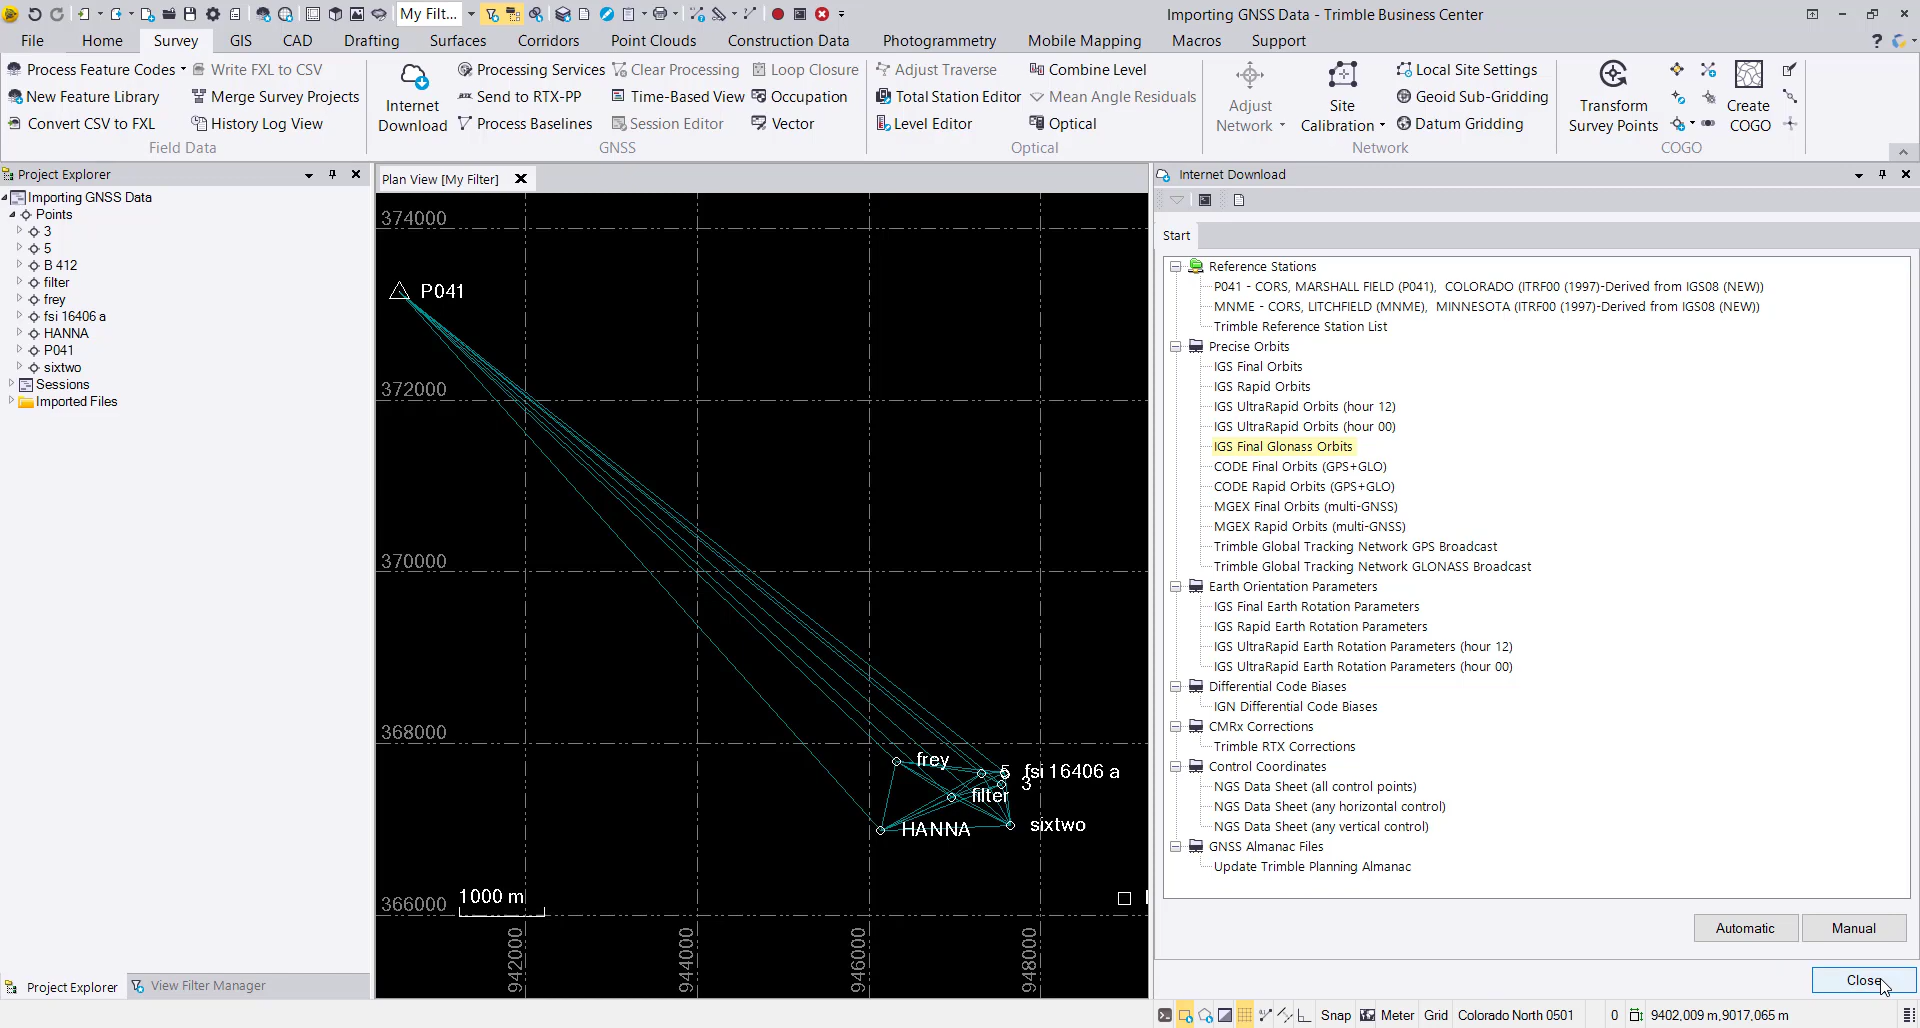 My Filt...
Importing GNSS Data - Trimble Business Center
File Home Survey GIS CAD Drafting Surfaces Corridors Point Clouds Construction Data Photogrammetry Mobile Mapping Macros Support
Process Feature Codes
New Feature Library
Convert CSV to FXL
Write FXL to CSV
Merge Survey Projects
History Log View
Field Data
Internet
Download
Processing Services
Send to RTX-PP
Process Baselines
Clear Processing
Time-Based View
Session Editor
Loop Closure
Occupation
Vector
GNSS
Adjust Traverse
Total Station Editor
Level Editor
Combine Level
Mean Angle Residuals
Optical
Optical
Adjust
Network
Site
Calibration
Local Site Settings
Geoid Sub-Gridding
Datum Gridding
Network
Transform
Survey Points
Create
COGO
COGO
Project Explorer
Importing GNSS Data
Points
3
5
B 412
filter
frey
fsi 16406 a
HANNA
P041
sixtwo
Sessions
Imported Files
Project Explorer
View Filter Manager
Plan View [My Filter]
374000
P041
372000
370000
368000
frey
5
fsi 16406 a
3
filter
HANNA
sixtwo
1000 m
366000
942000
944000
946000
948000
Internet Download
Start
Reference Stations
P041 - CORS, MARSHALL FIELD (P041), COLORADO (ITRF00 (1997)-Derived from IGS08 (NEW))
MNME - CORS, LITCHFIELD (MNME), MINNESOTA (ITRF00 (1997)-Derived from IGS08 (NEW))
Trimble Reference Station List
Precise Orbits
IGS Final Orbits
IGS Rapid Orbits
IGS UltraRapid Orbits (hour 12)
IGS UltraRapid Orbits (hour 00)
IGS Final Glonass Orbits
CODE Final Orbits (GPS+GLO)
CODE Rapid Orbits (GPS+GLO)
MGEX Final Orbits (multi-GNSS)
MGEX Rapid Orbits (multi-GNSS)
Trimble Global Tracking Network GPS Broadcast
Trimble Global Tracking Network GLONASS Broadcast
Earth Orientation Parameters
IGS Final Earth Rotation Parameters
IGS Rapid Earth Rotation Parameters
IGS UltraRapid Earth Rotation Parameters (hour 12)
IGS UltraRapid Earth Rotation Parameters (hour 00)
Differential Code Biases
IGN Differential Code Biases
CMRx Corrections
Trimble RTX Corrections
Control Coordinates
NGS Data Sheet (all control points)
NGS Data Sheet (any horizontal control)
NGS Data Sheet (any vertical control)
GNSS Almanac Files
Update Trimble Planning Almanac
Automatic
Manual
Close
Snap Meter Grid Colorado North 0501 0 9402,009 m,9017,065 m